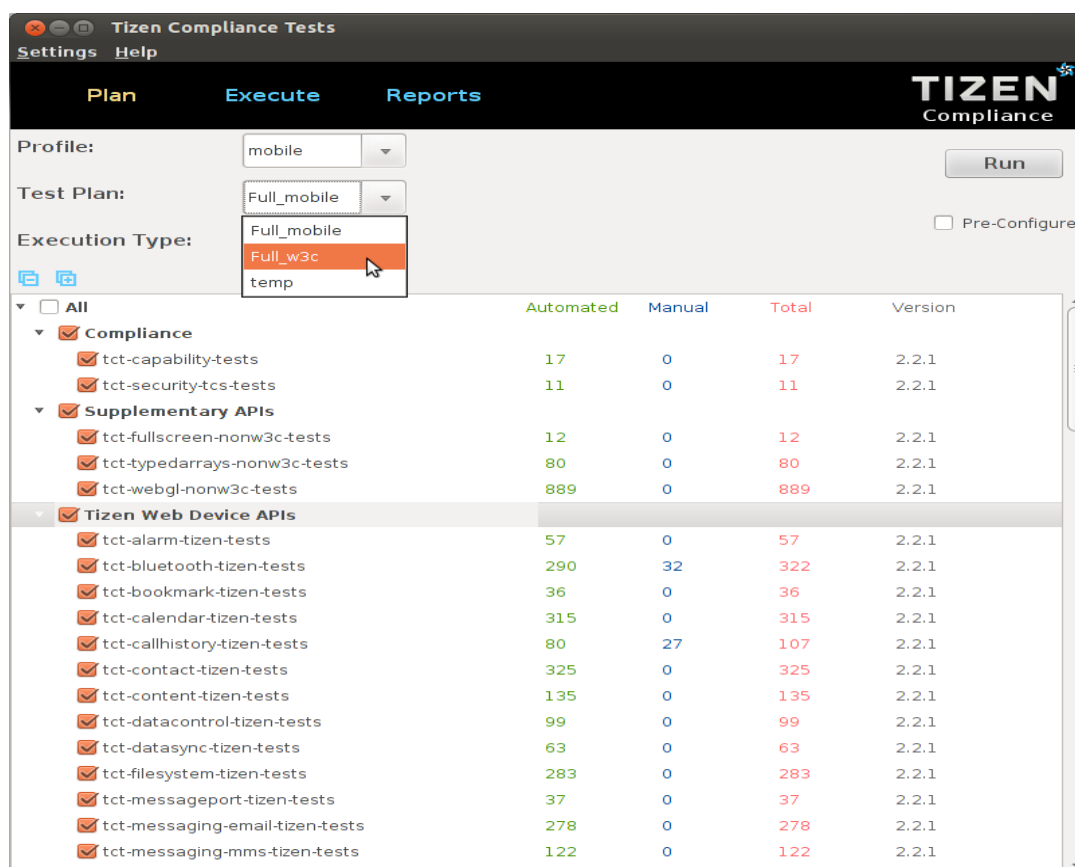 Tizen Compliance Tests
Settings Help
Plan Execute Reports
TIZEN
Compliance
Profile: mobile
Run
Test Plan: Full_mobile
Pre-Configure
Execution Type:
Full_mobile
Full_w3c
temp
All Automated Manual Total Version
Compliance
tct-capability-tests 17 0 17 2.2.1
tct-security-tcs-tests 11 0 11 2.2.1
Supplementary APIs
tct-fullscreen-nonw3c-tests 12 0 12 2.2.1
tct-typedarrays-nonw3c-tests 80 0 80 2.2.1
tct-webgl-nonw3c-tests 889 0 889 2.2.1
Tizen Web Device APIs
tct-alarm-tizen-tests 57 0 57 2.2.1
tct-bluetooth-tizen-tests 290 32 322 2.2.1
tct-bookmark-tizen-tests 36 0 36 2.2.1
tct-calendar-tizen-tests 315 0 315 2.2.1
tct-callhistory-tizen-tests 80 27 107 2.2.1
tct-contact-tizen-tests 325 0 325 2.2.1
tct-content-tizen-tests 135 0 135 2.2.1
tct-datacontrol-tizen-tests 99 0 99 2.2.1
tct-datasync-tizen-tests 63 0 63 2.2.1
tct-filesystem-tizen-tests 283 0 283 2.2.1
tct-messageport-tizen-tests 37 0 37 2.2.1
tct-messaging-email-tizen-tests 278 0 278 2.2.1
tct-messaging-mms-tizen-tests 122 0 122 2.2.1